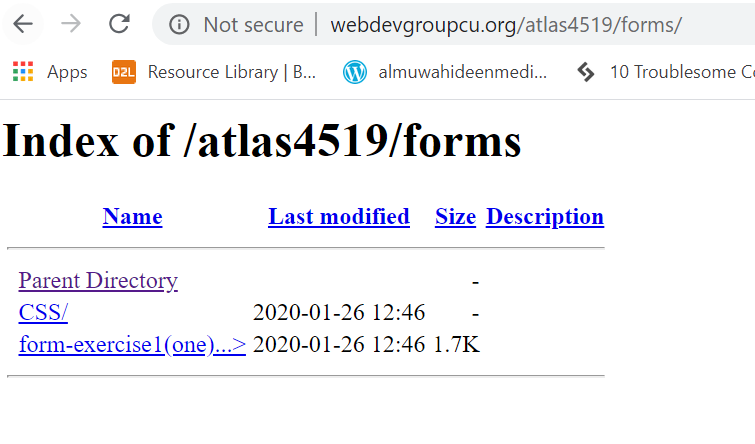 Not secure | webdevgroupcu.org/atlas4519/forms/
Apps D2L Resource Library | B... almuwahideenmedi... 10 Troublesome Co
Index of /atlas4519/forms
Name Last modified Size Description
Parent Directory -
CSS/ 2020-01-26 12:46 -
form-exercise1(one)...> 2020-01-26 12:46 1.7K